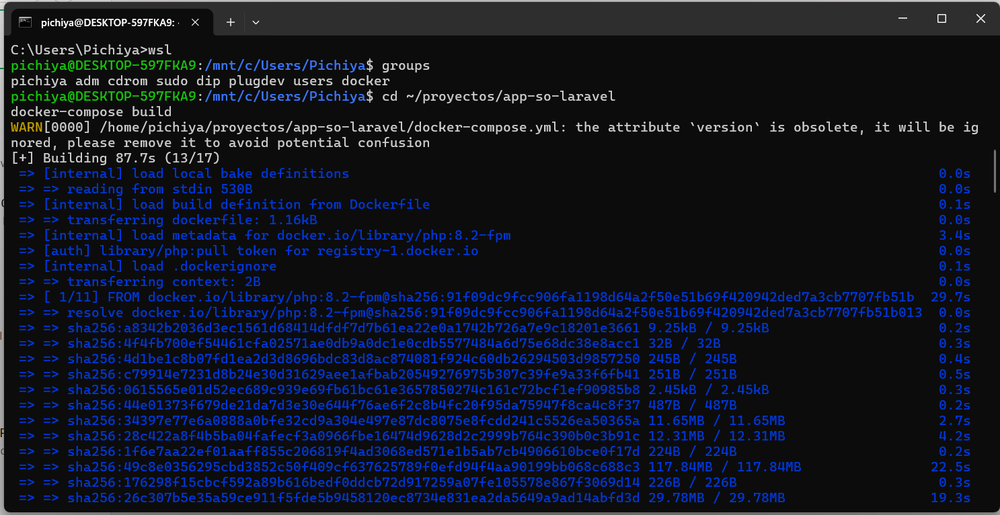 pichiya@DESKTOP-597FKA9:
C:\Users\Pichiya>wsl
pichiya@DESKTOP-597FKA9:/mnt/c/Users/Pichiya$ groups
pichiya adm cdrom sudo dip plugdev users docker
pichiya@DESKTOP-597FKA9:/mnt/c/Users/Pichiya$ cd ~/proyectos/app-so-laravel
docker-compose build
WARN[0000] /home/pichiya/proyectos/app-so-laravel/docker-compose.yml: the attribute `version` is obsolete, it will be ig
nored, please remove it to avoid potential confusion
[+] Building 87.7s (13/17)
=> [internal] load local bake definitions 0.0s
=> => reading from stdin 530B 0.0s
=> [internal] load build definition from Dockerfile 0.1s
=> => transferring dockerfile: 1.16kB 0.0s
=> [internal] load metadata for docker.io/library/php:8.2-fpm 3.4s
=> [auth] library/php:pull token for registry-1.docker.io 0.0s
=> [internal] load .dockerignore 0.1s
=> => transferring context: 2B 0.0s
=> [ 1/11] FROM docker.io/library/php:8.2-fpm@sha256:91f09dc9fcc906fa1198d64a2f50e51b69f420942ded7a3cb7707fb51b 29.7s
=> => resolve docker.io/library/php:8.2-fpm@sha256:91f09dc9fcc906fa1198d64a2f50e51b69f420942ded7a3cb7707fb51b013 0.0s
=> => sha256:a8342b2036d3ec1561d68414dfdf7d7b61ea22e0a1742b726a7e9c18201e3661 9.25kB / 9.25kB 0.2s
=> => sha256:4f4fb700ef54461cfa02571ae0db9a0dc1e0cdb5577484a6d75e68dc38e8acc1 32B / 32B 0.3s
=> => sha256:4d1be1c8b07fd1ea2d3d8696bdc83d8ac874081f924c60db26294503d9857250 245B / 245B 0.4s
=> => sha256:c79914e7231d8b24e30d31629aee1afbab20549276975b307c39fe9a33f6fb41 251B / 251B 0.5s
=> => sha256:0615565e01d52ec689c939e69fb61bc61e3657850274c161c72bcf1ef90985b8 2.45kB / 2.45kB 0.3s
=> => sha256:44e01373f679de21da7d3e30e644f76ae6f2c8b4fc20f95da75947f8ca4c8f37 487B / 487B 0.2s
=> => sha256:34397e77e6a0888a0bfe32cd9a304e497e87dc8075e8fcdd241c5526ea50365a 11.65MB / 11.65MB 2.7s
=> => sha256:28c422a8f4b5ba04fafecf3a0966fbe16474d9628d2c2999b764c390b0c3b91c 12.31MB / 12.31MB 4.2s
=> => sha256:1f6e7aa22ef01aaff855c206819f4ad3068ed571e1b5ab7cb4906610bce0f17d 224B / 224B 0.2s
=> => sha256:49c8e0356295cbd3852c50f409cf637625789f0efd94f4aa90199bb068c688c3 117.84MB / 117.84MB 22.5s
=> => sha256:176298f15cbcf592a89b616bedf0ddcb72d917259a07fe105578e867f3069d14 226B / 226B 0.3s
=> => sha256:26c307b5e35a59ce911f5fde5b9458120ec8734e831ea2da5649a9ad14abfd3d 29.78MB / 29.78MB 19.3s